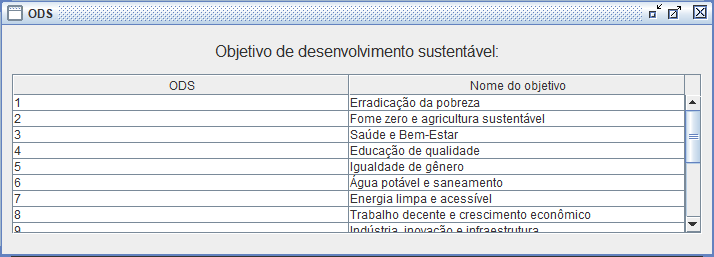 ODS
Objetivo de desenvolvimento sustentável:
ODS Nome do objetivo
1 Erradicação da pobreza
2 Fome zero e agricultura sustentável
3 Saúde e Bem-Estar
4 Educação de qualidade
5 Igualdade de gênero
6 Água potável e saneamento
7 Energia limpa e acessível
8 Trabalho decente e crescimento econômico
9 Indústria, inovação e infraestrutura